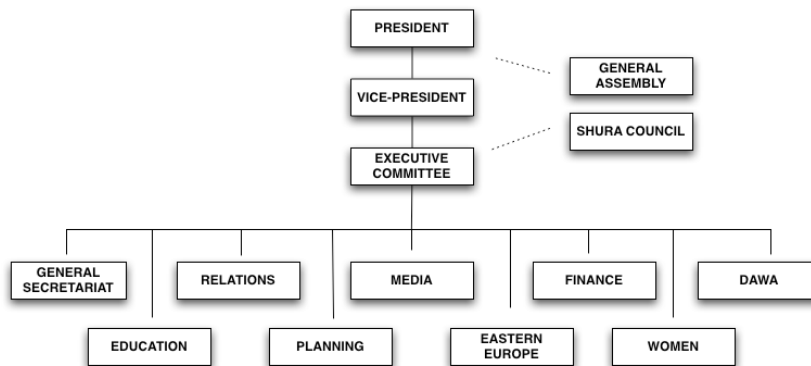 PRESIDENT
GENERAL
ASSEMBLY
VICE-PRESIDENT
SHURA COUNCIL
EXECUTIVE
COMMITTEE
GENERAL
SECRETARIAT
RELATIONS
MEDIA
FINANCE
DAWA
EDUCATION
PLANNING
EASTERN
EUROPE
WOMEN